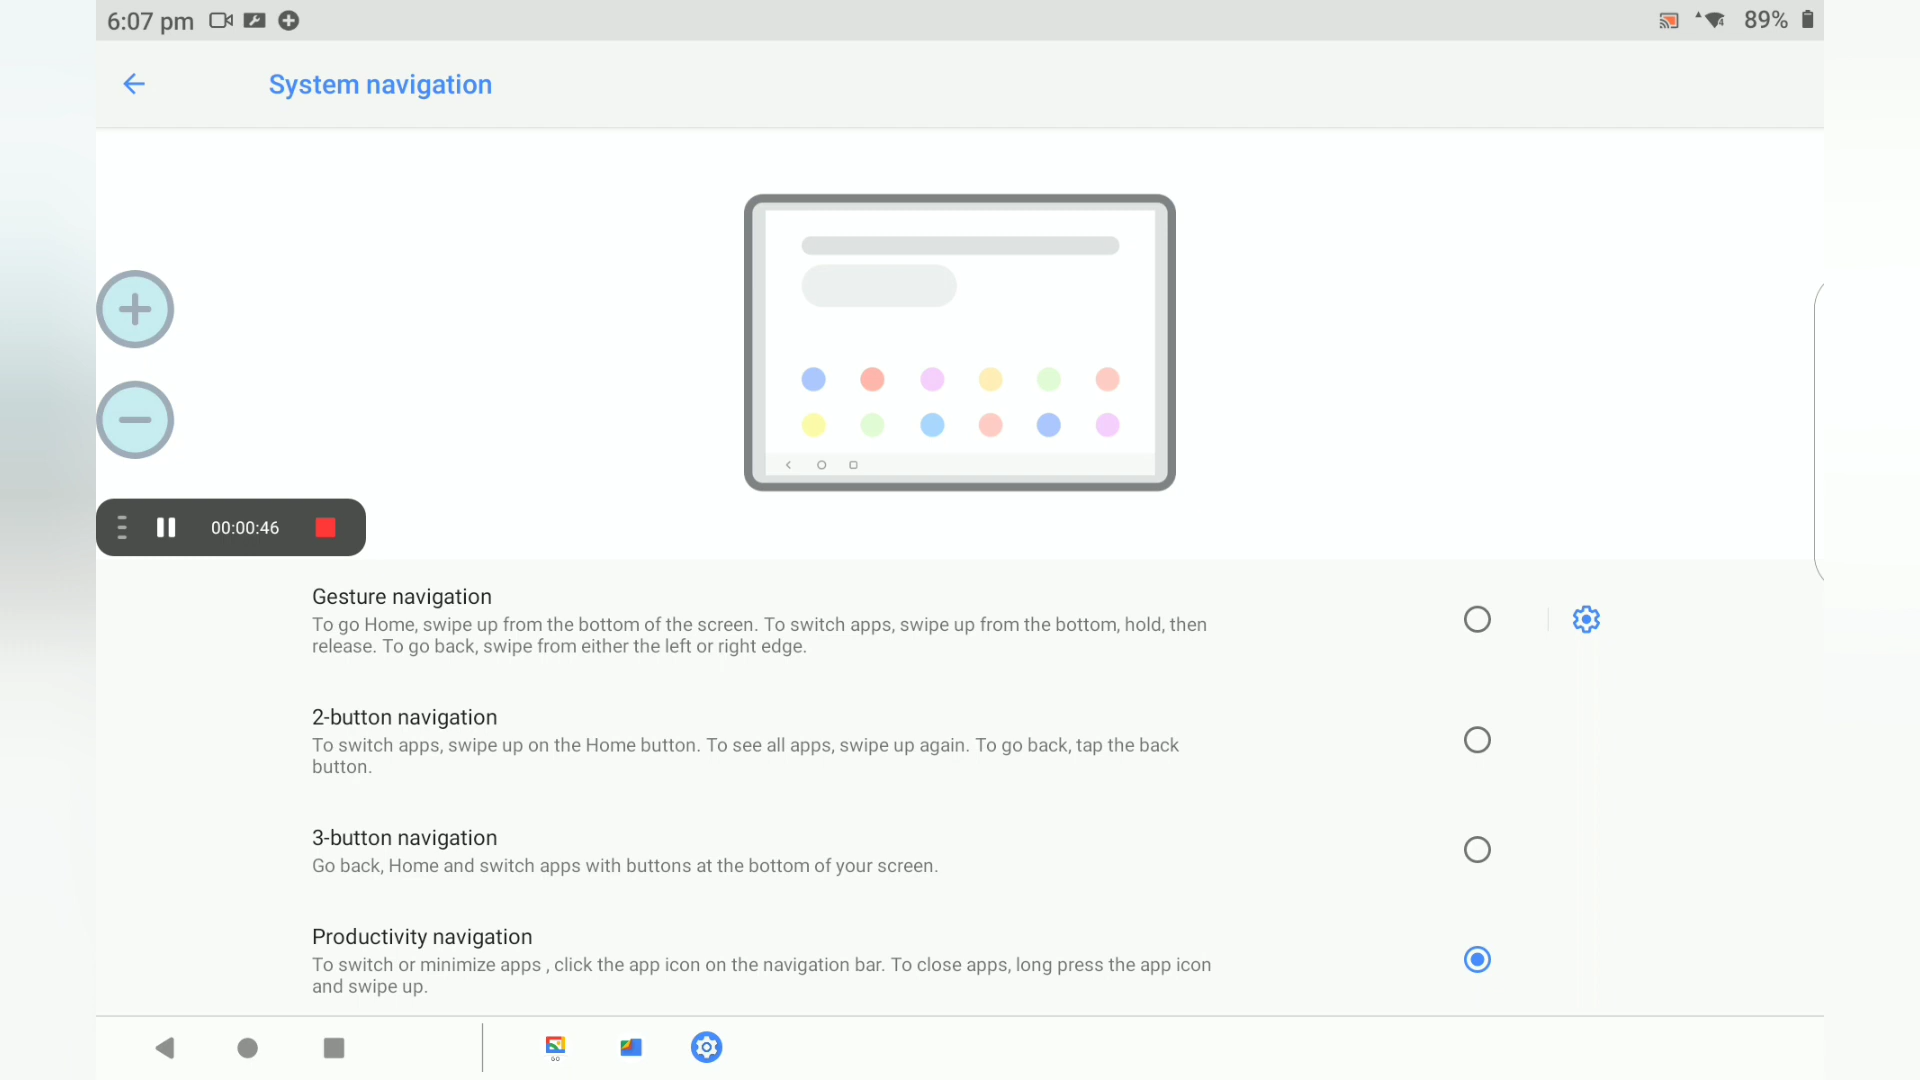 6:07 pm
89%
System navigation
00:00:46
Gesture navigation
To go Home, swipe up from the bottom of the screen. To switch apps, swipe up from the bottom, hold, then
release. To go back, swipe from either the left or right edge.
2-button navigation
To switch apps, swipe up on the Home button. To see all apps, swipe up again. To go back, tap the back
button.
3-button navigation
Go back, Home and switch apps with buttons at the bottom of your screen.
Productivity navigation
To switch or minimize apps , click the app icon on the navigation bar. To close apps, long press the app icon
and swipe up.
GO